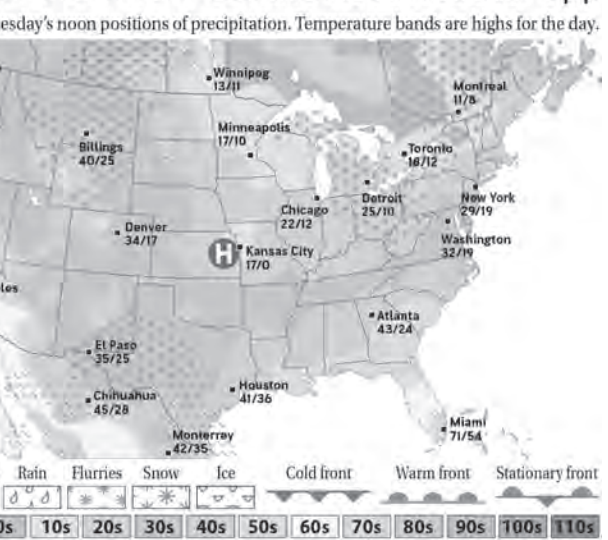 esday's noon positions of precipitation. Temperature bands are highs for the day.
Winnipog
13/11
Montreal
11/8
Minneapolis
17/10
Billings
40/25
Toronto
16/12
Chicago
22/12
Detroit
25/10
New York
29/19
Denver
34/17
Washington
32/19
H
Kansas City
17/0
les
Atlanta
43/24
El Paso
35/25
Chihuahua
45/28
Houston
41/36
Miami
71/54
Monterrey
42/35
Rain Flurries Snow Ice Cold front Warm front Stationary front
0s 10s 20s 30s 40s 50s 60s 70s 80s 90s 100s 110s